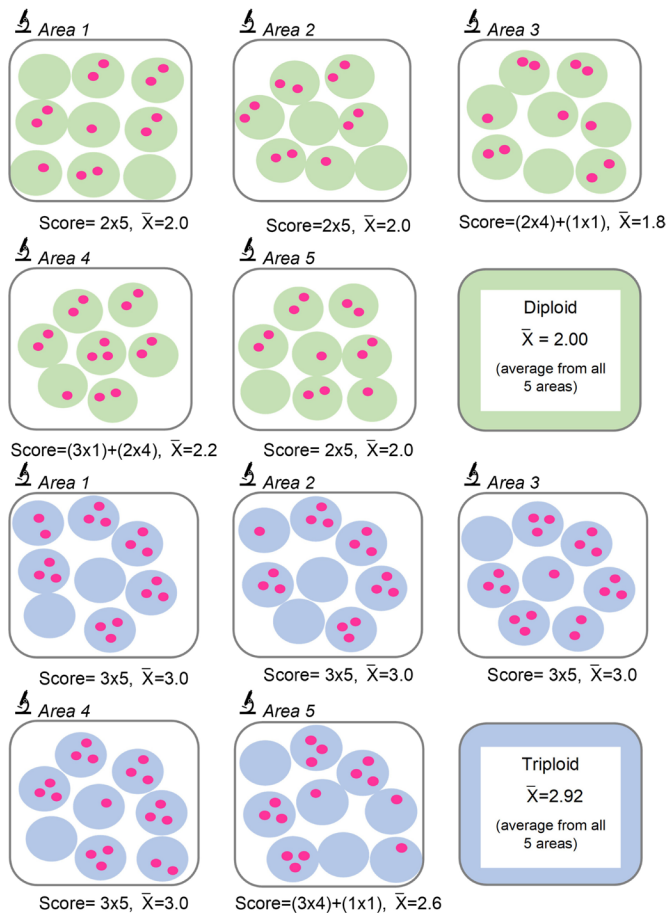 Area 1
Area 2
Area 3
Score= 2x5, X̄=2.0
Score=2x5, X̄=2.0
Score=(2x4)+(1x1), X̄=1.8
Area 4
Area 5
Diploid
X̄ = 2.00
(average from all
5 areas)
Score=(3x1)+(2x4), X̄=2.2
Score= 2x5, X̄=2.0
Area 1
Area 2
Area 3
Score= 3x5, X̄=3.0
Score= 3x5, X̄=3.0
Score= 3x5, X̄=3.0
Area 4
Area 5
Triploid
X̄=2.92
(average from all
5 areas)
Score= 3x5, X̄=3.0
Score=(3x4)+(1x1), X̄=2.6